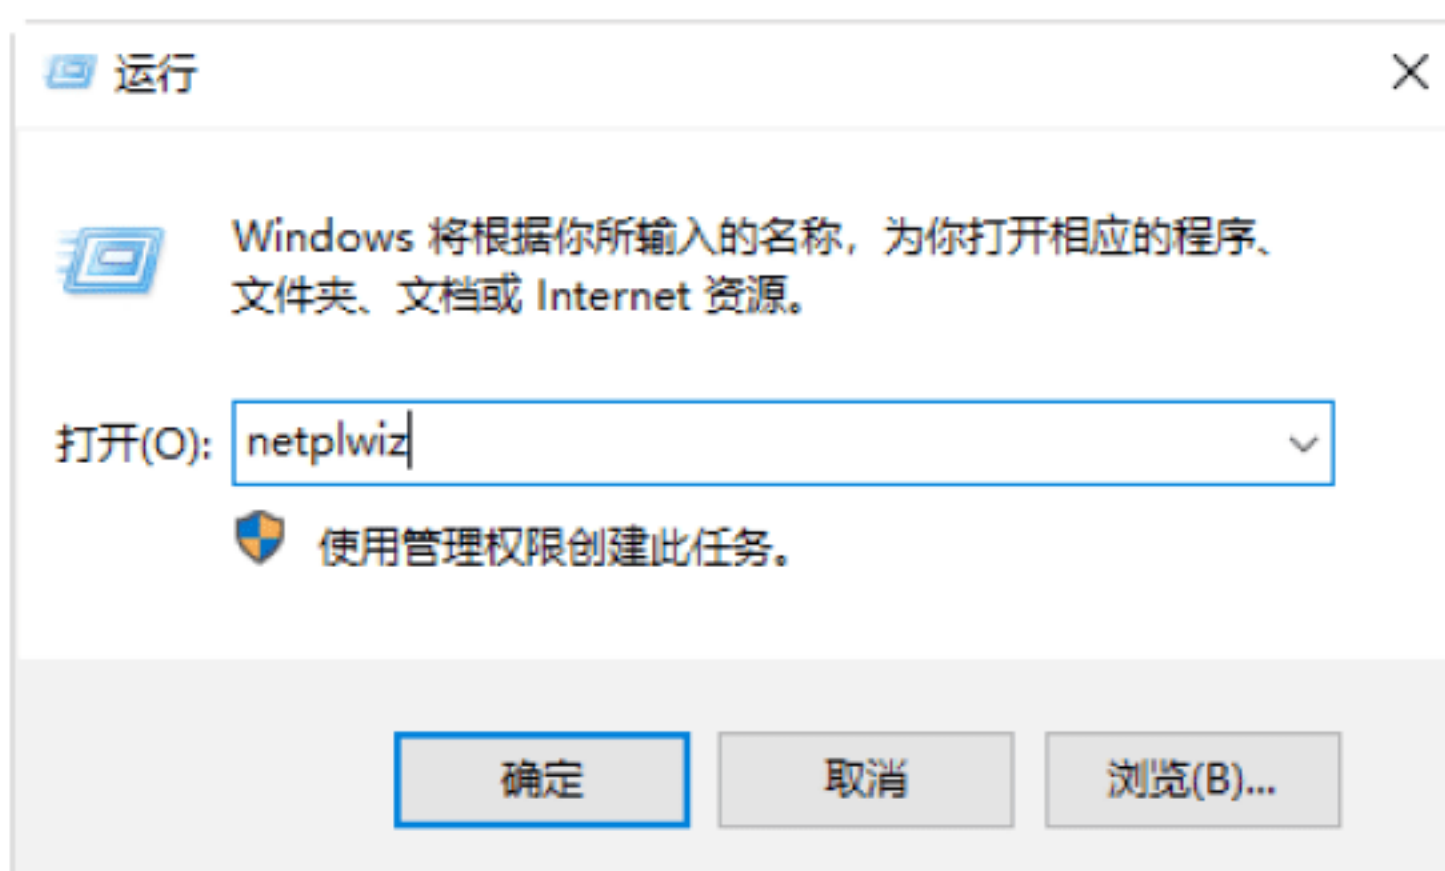 运行
Windows 将根据你所输入的名称，为你打开相应的程序、
文件夹、文档或 Internet 资源。
打开(O): netplwiz
使用管理权限创建此任务。
确定 取消 浏览(B)...